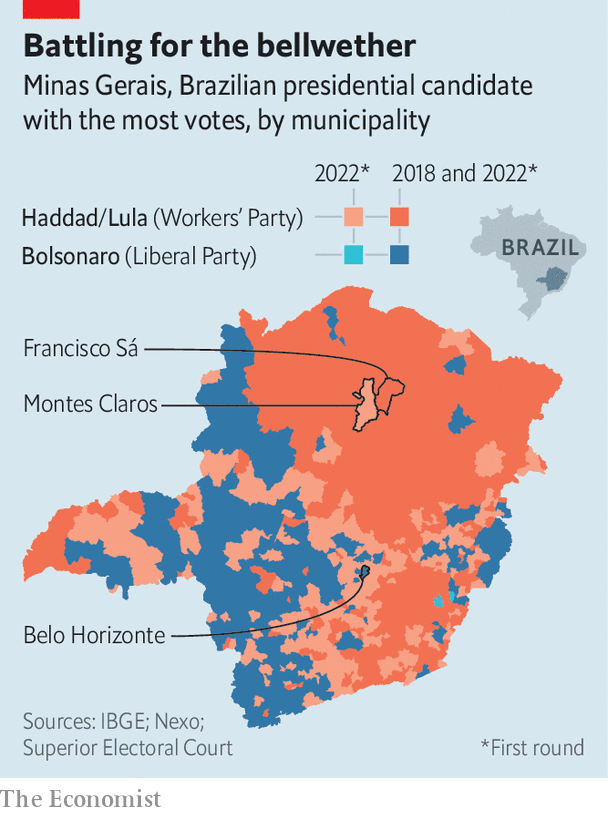 Battling for the bellwether
Minas Gerais, Brazilian presidential candidate
with the most votes, by municipality
2022* 2018 and 2022*
Haddad/Lula (Workers’ Party)
Bolsonaro (Liberal Party)
BRAZIL
Francisco Sá
Montes Claros
Belo Horizonte
Sources: IBGE; Nexo;
Superior Electoral Court
*First round
The Economist